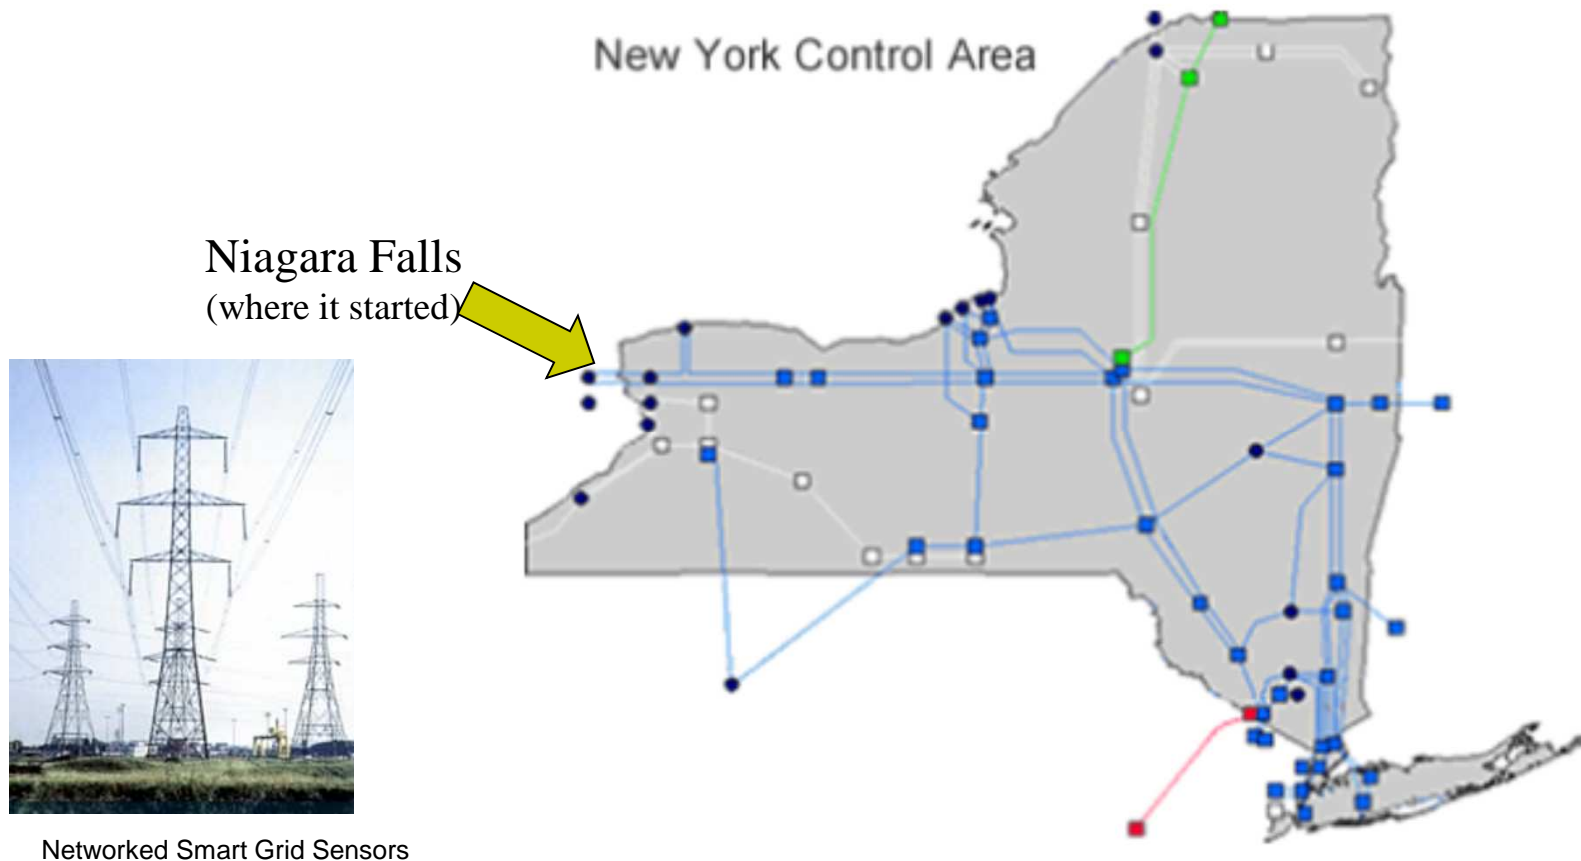 New York Control Area
Niagara Falls
(where it started)
Networked Smart Grid Sensors